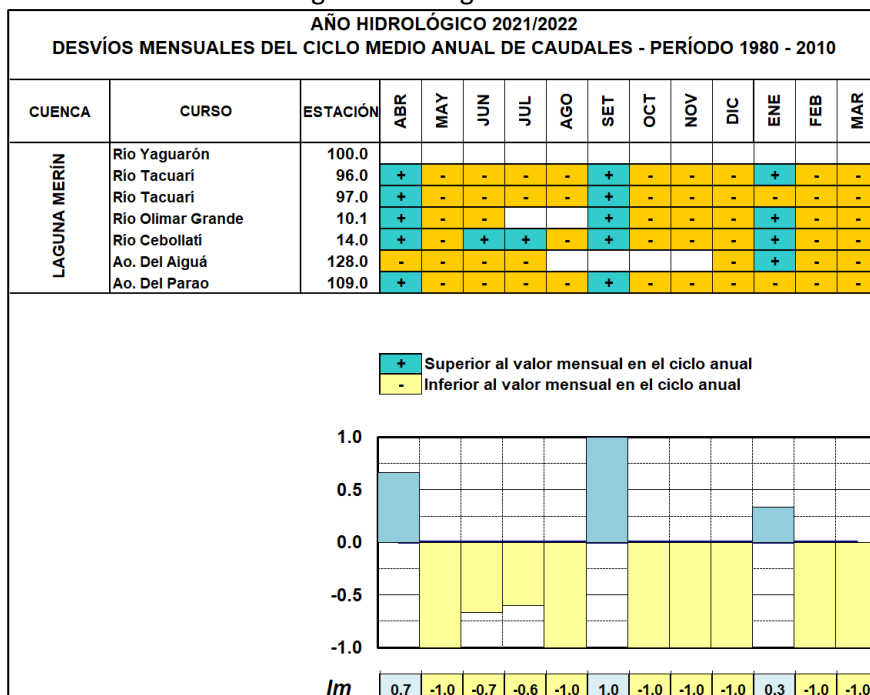 AÑO HIDROLÓGICO 2021/2022
DESVÍOS MENSUALES DEL CICLO MEDIO ANUAL DE CAUDALES - PERÍODO 1980 - 2010
CUENCA CURSO ESTACIÓN ABR MAY JUN JUL AGO SET OCT NOV DIC ENE FEB MAR
LAGUNA MERÍN
Río Yaguarón 100.0
Río Tacuarí 96.0 + - - - - + - - - + - -
Río Tacuarí 97.0 + - - - - + - - - - - -
Río Olimar Grande 10.1 + - - + - - - + - -
Río Cebollatí 14.0 + - + + - + - - - + - -
Ao. Del Aiguá 128.0 - - - - - + - -
Ao. Del Parao 109.0 + - - - - + - - - - - -
+ Superior al valor mensual en el ciclo anual
- Inferior al valor mensual en el ciclo anual
1.0
0.5
0.0
-0.5
-1.0
Im 0.7 -1.0 -0.7 -0.6 -1.0 1.0 -1.0 -1.0 -1.0 0.3 -1.0 -1.0